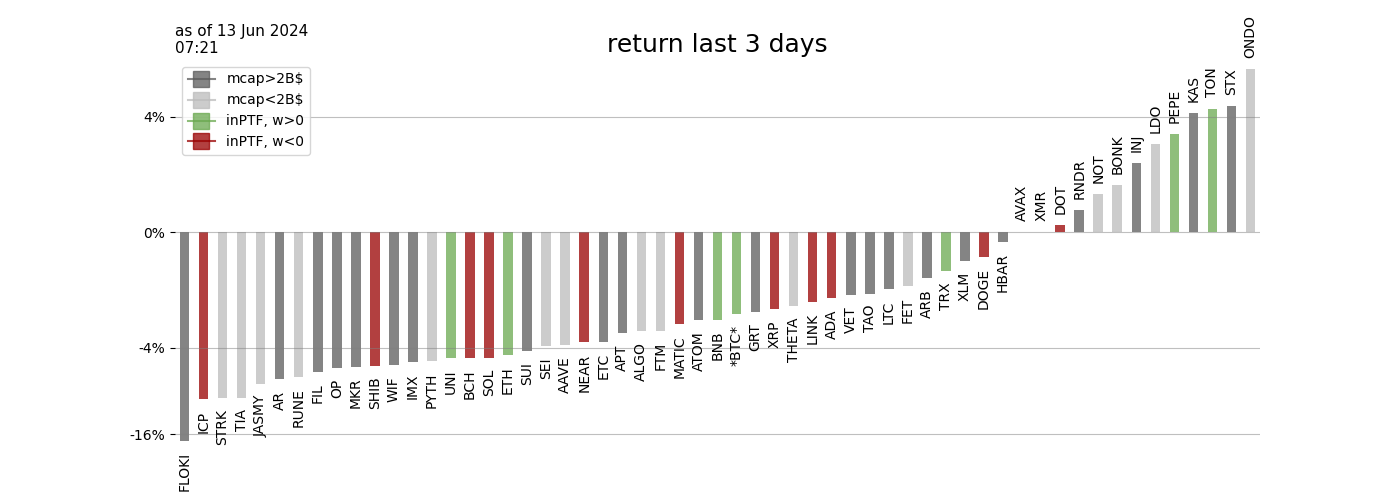 as of 13 Jun 2024
07:21
return last 3 days
mcap>2B$
mcap<2B$
inPTF, w>0
inPTF, w<0
4%
0%
-4%
-16%
FLOKI
ICP
STRK
TIA
JASMY
AR
RUNE
FIL
OP
MKR
SHIB
WIF
IMX
PYTH
UNI
BCH
SOL
ETH
SUI
SEI
AAVE
NEAR
ETC
APT
ALGO
FTM
MATIC
ATOM
BNB
*BTC*
GRT
XRP
THETA
LINK
ADA
VET
TAO
LTC
FET
ARB
TRX
XLM
DOGE
HBAR
AVAX
XMR
DOT
RNDR
NOT
BONK
INJ
LDO
PEPE
KAS
TON
STX
ONDO